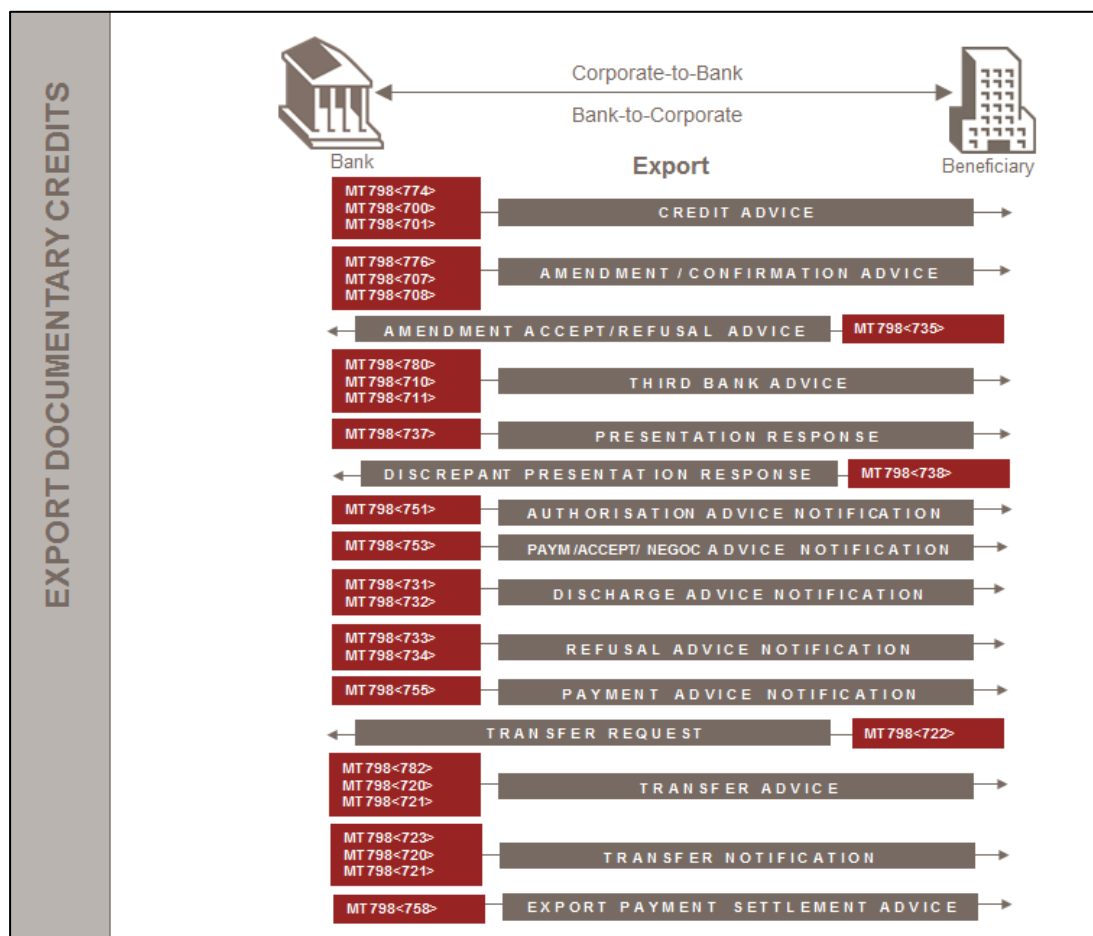 EXPORT DOCUMENTARY CREDITS
Corporate-to-Bank
Bank-to-Corporate
Bank
Export
Beneficiary
MT798<774>
MT798<700>
MT798<701>
CREDIT ADVICE
MT798<776>
MT798<707>
MT798<708>
AMENDMENT / CONFIRMATION ADVICE
AMENDMENT ACCEPT/REFUSAL ADVICE
MT798<735>
MT798<780>
MT798<710>
MT798<711>
THIRD BANK ADVICE
MT798<737>
PRESENTATION RESPONSE
DISCREPANT PRESENTATION RESPONSE
MT798<738>
MT798<751>
AUTHORISATION ADVICE NOTIFICATION
MT798<753>
PAYM/ACCEPT/ NEGOC ADVICE NOTIFICATION
MT798<731>
MT798<732>
DISCHARGE ADVICE NOTIFICATION
MT798<733>
MT798<734>
REFUSAL ADVICE NOTIFICATION
MT798<755>
PAYMENT ADVICE NOTIFICATION
TRANSFER REQUEST
MT798<722>
MT798<782>
MT798<720>
MT798<721>
TRANSFER ADVICE
MT798<723>
MT798<720>
MT798<721>
TRANSFER NOTIFICATION
MT798<758>
EXPORT PAYMENT SETTLEMENT ADVICE